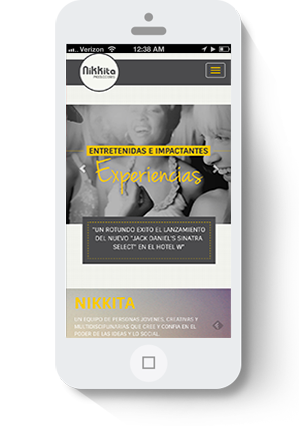 Verizon 12:38 AM
Nikkita
PRODUCCIONES
ENTRETENIDAS E IMPACTANTES
Experiencias
"UN ROTUNDO EXITO EL LANZAMIENTO
DEL NUEVO "JACK DANIEL'S SINATRA
SELECT" EN EL HOTEL W"
NIKKITA
UN EQUIPO DE PERSONAS JOVENES, CREATIVAS Y
MULTIDISCIPLINARIAS QUE CREE Y CONFIA EN EL
PODER DE LAS IDEAS Y LO SOCIAL.